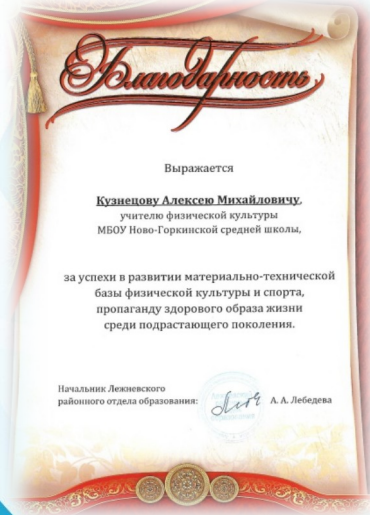 Благодарность
Выражается
Кузнецову Алексею Михайловичу,
учителю физической культуры
МБОУ Ново-Горкинской средней школы,
за успехи в развитии материально-технической
базы физической культуры и спорта,
пропаганду здорового образа жизни
среди подрастающего поколения.
Начальник Лежневского
районного отдела образования:
А. А. Лебедева